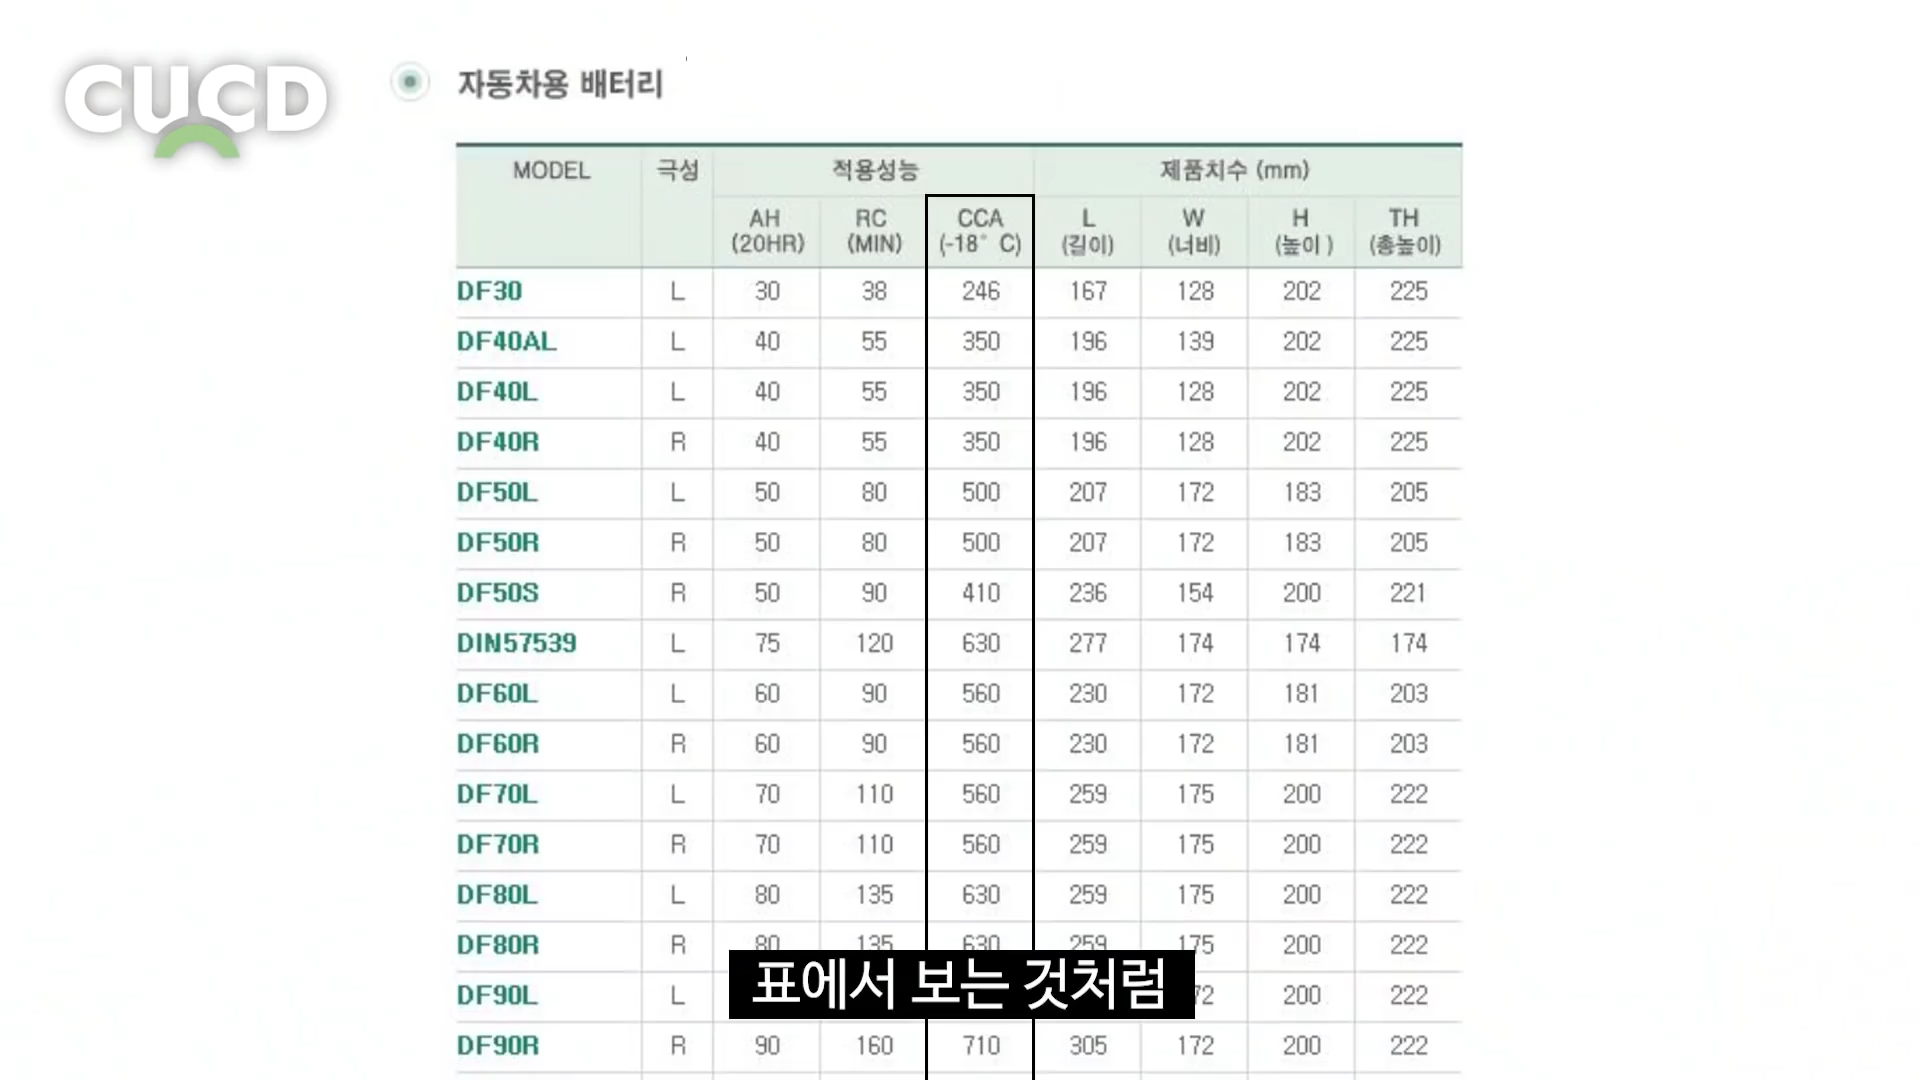 CUCD
자동차용 배터리
MODEL 극성 적용성능 제품치수 (mm)
AH (20HR) RC (MIN) CCA (-18° C) L (길이) W (너비) H (높이 ) TH (총높이)
DF30 L 30 38 246 167 128 202 225
DF40AL L 40 55 350 196 139 202 225
DF40L L 40 55 350 196 128 202 225
DF40R R 40 55 350 196 128 202 225
DF50L L 50 80 500 207 172 183 205
DF50R R 50 80 500 207 172 183 205
DF50S R 50 90 410 236 154 200 221
DIN57539 L 75 120 630 277 174 174 174
DF60L L 60 90 560 230 172 181 203
DF60R R 60 90 560 230 172 181 203
DF70L L 70 110 560 259 175 200 222
DF70R R 70 110 560 259 175 200 222
DF80L L 80 135 630 259 175 200 222
DF80R R 80 135 630 259 175 200 222
DF90L L 200 222
DF90R R 90 160 710 305 172 200 222
표에서 보는 것처럼